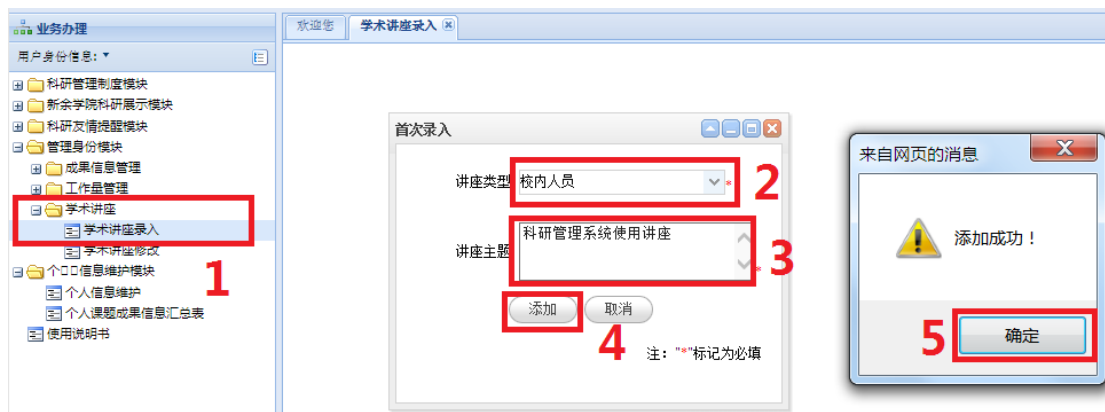 业务办理
用户身份信息:
科研管理制度模块
新余学院科研展示模块
科研友情提醒模块
管理身份模块
成果信息管理
工作量管理
学术讲座
学术讲座录入
学术讲座修改
个口口信息维护模块
个人信息维护
个人课题成果信息汇总表
使用说明书
1
欢迎您
学术讲座录入
首次录入
讲座类型 校内人员 *
2
讲座主题 科研管理系统使用讲座 *
3
添加 取消
4
注："*"标记为必填
来自网页的消息
添加成功！
5
确定